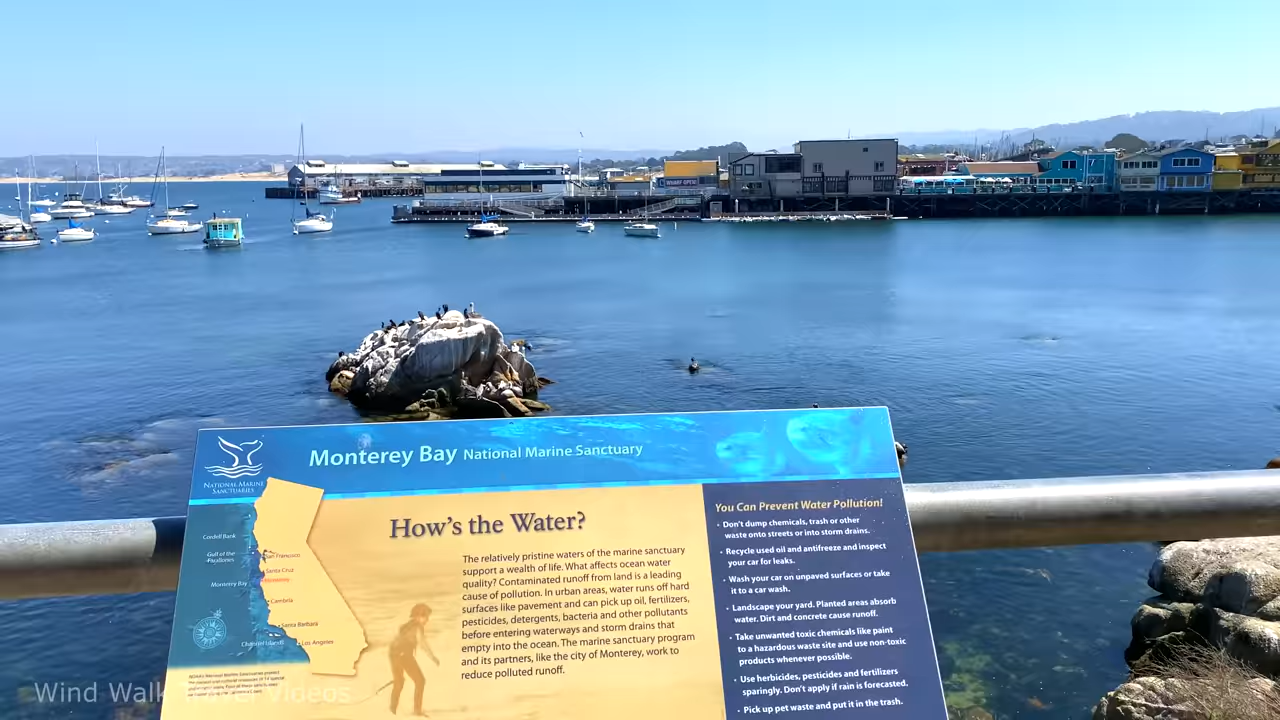 WHARF OPEN
NATIONAL MARINE
SANCTUARIES
Monterey Bay National Marine Sanctuary
Cordell Bank
Gulf of the
Farallones
Monterey Bay
Channel Islands
San Francisco
Santa Cruz
Monterey
Cambria
Santa Barbara
Los Angeles
How's the Water?
The relatively pristine waters of the marine sanctuary
support a wealth of life. What affects ocean water
quality? Contaminated runoff from land is a leading
cause of pollution. In urban areas, water runs off hard
surfaces like pavement and can pick up oil, fertilizers,
pesticides, detergents, bacteria and other pollutants
before entering waterways and storm drains that
empty into the ocean. The marine sanctuary program
and its partners, like the city of Monterey, work to
reduce polluted runoff.
You Can Prevent Water Pollution!
• Don't dump chemicals, trash or other
waste onto streets or into storm drains.
• Recycle used oil and antifreeze and inspect
your car for leaks.
• Wash your car on unpaved surfaces or take
it to a car wash.
• Landscape your yard. Planted areas absorb
water. Dirt and concrete cause runoff.
• Take unwanted toxic chemicals like paint
to a hazardous waste site and use non-toxic
products whenever possible.
• Use herbicides, pesticides and fertilizers
sparingly. Don't apply if rain is forecasted.
• Pick up pet waste and put it in the trash.
Wind Walk Travel Videos